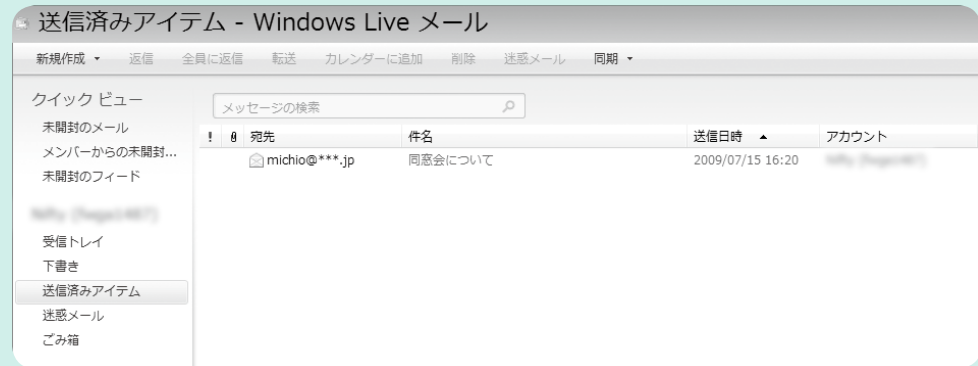 送信済みアイテム - Windows Live メール
新規作成 返信 全員に返信 転送 カレンダーに追加 削除 迷惑メール 同期
クイック ビュー
未開封のメール
メンバーからの未開封...
未開封のフィード
受信トレイ
下書き
送信済みアイテム
迷惑メール
ごみ箱
メッセージの検索
! 宛先 件名 送信日時 アカウント
michio@***.jp 同窓会について 2009/07/15 16:20